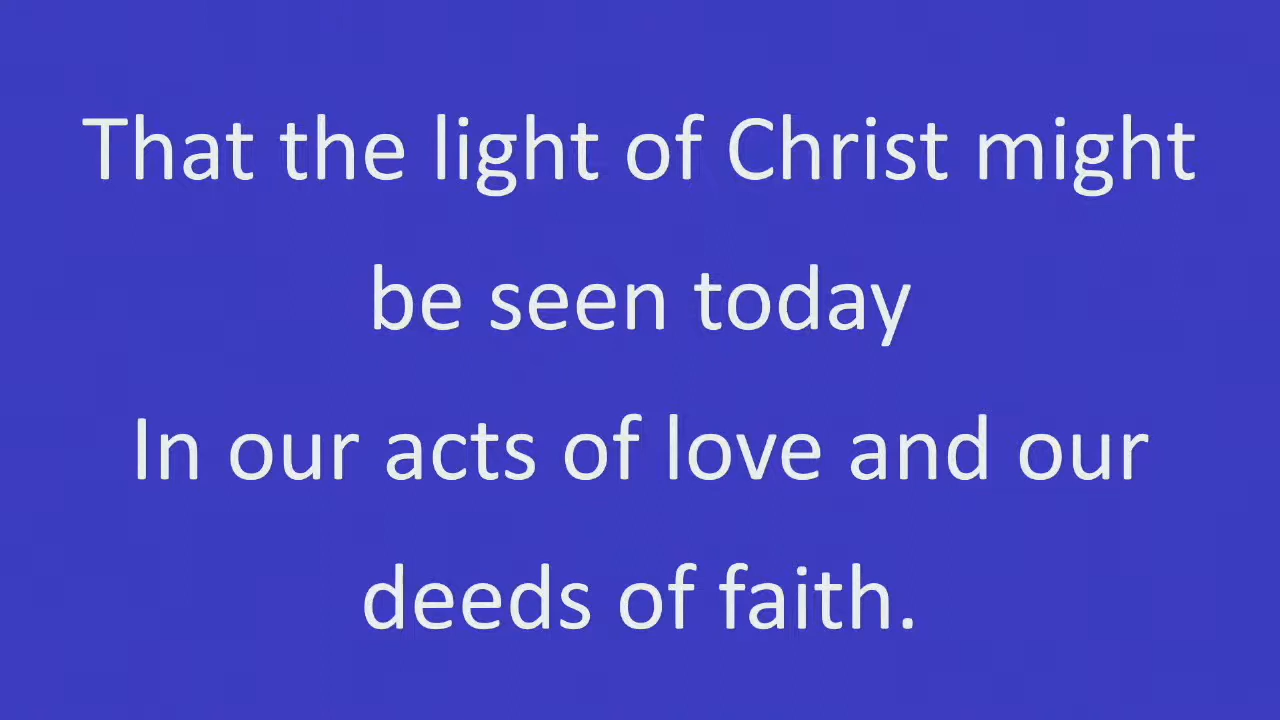 That the light of Christ might
be seen today
In our acts of love and our
deeds of faith.